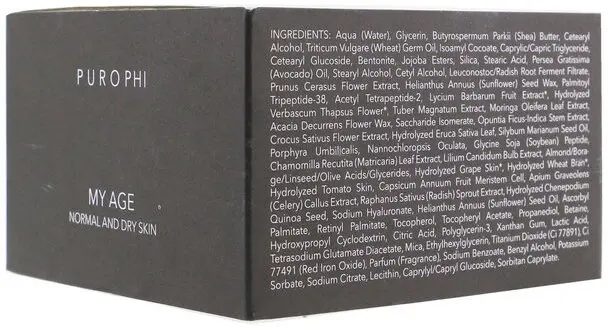 PUROPHI
MY AGE
NORMAL AND DRY SKIN
INGREDIENTS: Aqua (Water), Glycerin, Butyrospermum Parkii (Shea) Butter, Cetearyl
Alcohol, Triticum Vulgare (Wheat) Germ Oil, Isoamyl Cocoate, Caprylic/Capric Triglyceride,
Cetearyl Glucoside, Bentonite, Jojoba Esters, Silica, Stearic Acid, Persea Gratissima
(Avocado) Oil, Stearyl Alcohol, Cetyl Alcohol, Leuconostoc/Radish Root Ferment Filtrate,
Prunus Cerasus Flower Extract, Helianthus Annuus (Sunflower) Seed Wax, Palmitoyl
Tripeptide-38, Acetyl Tetrapeptide-2, Lycium Barbarum Fruit Extract*, Hydrolyzed
Verbascum Thapsus Flower*, Tuber Magnatum Extract, Moringa Oleifera Leaf Extract,
Acacia Decurrens Flower Wax, Saccharide Isomerate, Opuntia Ficus-Indica Stem Extract,
Crocus Sativus Flower Extract, Hydrolyzed Eruca Sativa Leaf, Silybum Marianum Seed Oil,
Porphyra Umbilicalis, Nannochloropsis Oculata, Glycine Soja (Soybean) Peptide,
Chamomilla Recutita (Matricaria) Leaf Extract, Lilium Candidum Bulb Extract, Almond/Bora-
ge/Linseed/Olive Acids/Glycerides, Hydrolyzed Grape Skin*, Hydrolyzed Wheat Bran*,
Hydrolyzed Tomato Skin, Capsicum Annuum Fruit Meristem Cell, Apium Graveolens
(Celery) Callus Extract, Raphanus Sativus (Radish) Sprout Extract, Hydrolyzed Chenopodium
Quinoa Seed, Sodium Hyaluronate, Helianthus Annuus (Sunflower) Seed Oil, Ascorbyl
Palmitate, Retinyl Palmitate, Tocopherol, Tocopheryl Acetate, Propanediol, Betaine,
Hydroxypropyl Cyclodextrin, Citric Acid, Polyglycerin-3, Xanthan Gum, Lactic Acid,
Tetrasodium Glutamate Diacetate, Mica, Ethylhexylglycerin, Titanium Dioxide (Ci 77891), Ci
77491 (Red Iron Oxide), Parfum (Fragrance), Sodium Benzoate, Benzyl Alcohol, Potassium
Sorbate, Sodium Citrate, Lecithin, Caprylyl/Capryl Glucoside, Sorbitan Caprylate.